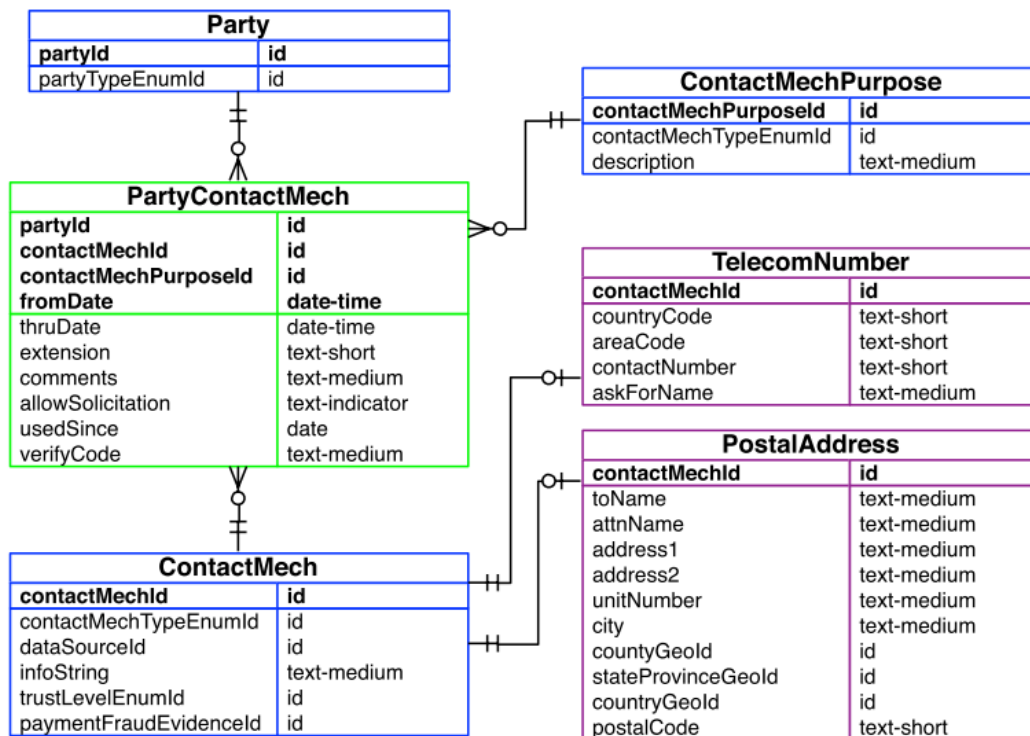 Party
partyId id
partyTypeEnumId id
ContactMechPurpose
contactMechPurposeId id
contactMechTypeEnumId id
description text-medium
PartyContactMech
partyId id
contactMechId id
contactMechPurposeId id
fromDate date-time
thruDate date-time
extension text-short
comments text-medium
allowSolicitation text-indicator
usedSince date
verifyCode text-medium
TelecomNumber
contactMechId id
countryCode text-short
areaCode text-short
contactNumber text-short
askForName text-medium
PostalAddress
contactMechId id
toName text-medium
attnName text-medium
address1 text-medium
address2 text-medium
unitNumber text-medium
city text-medium
countyGeoId id
stateProvinceGeoId id
countryGeoId id
postalCode text-short
ContactMech
contactMechId id
contactMechTypeEnumId id
dataSourceId id
infoString text-medium
trustLevelEnumId id
paymentFraudEvidenceId id